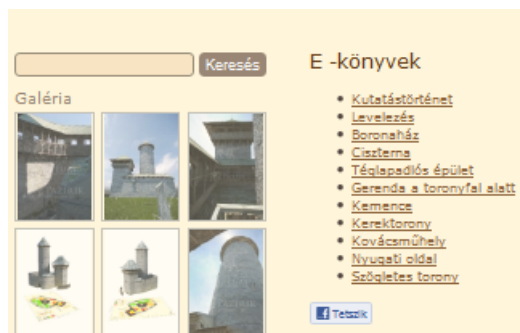 Keresés
Galéria
E -könyvek
Kutatástörténet
Levelezés
Boronaház
Ciszterna
Téglapadlós épület
Gerenda a toronyfal alatt
Kemence
Kerektorony
Kovácsműhely
Nyugati oldal
Szögletes torony
Tetszik